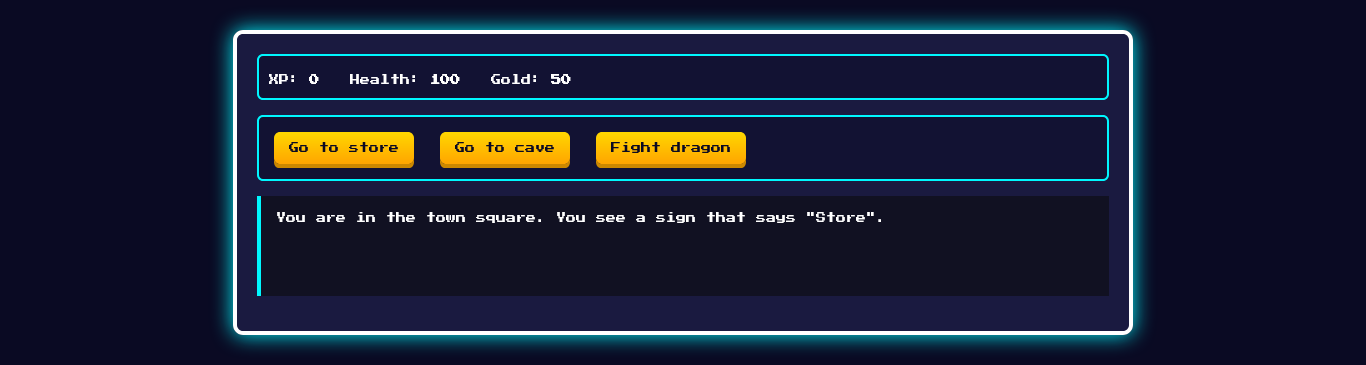 XP: 0 Health: 100 Gold: 50
Go to store Go to cave Fight dragon
You are in the town square. You see a sign that says "Store".